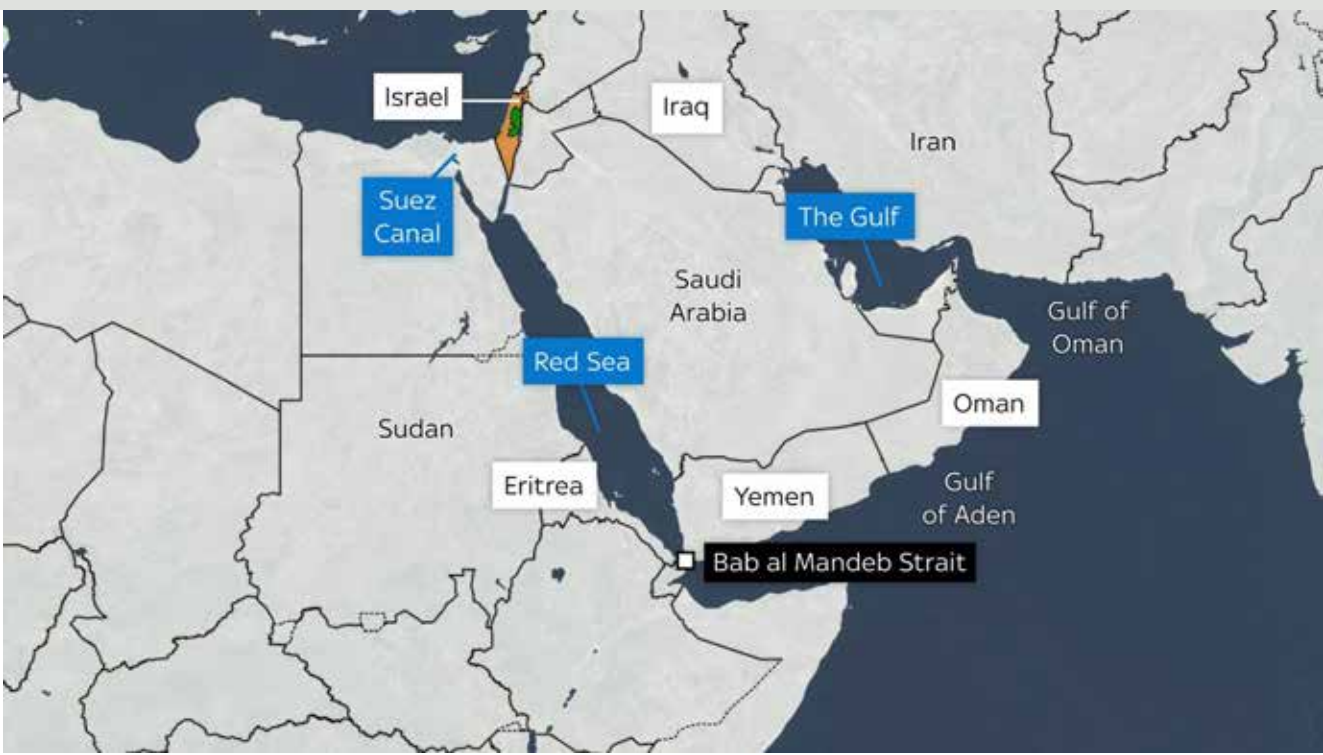 Israel
Iraq
Iran
Suez
Canal
The Gulf
Saudi
Arabia
Gulf of
Oman
Red Sea
Oman
Sudan
Eritrea
Yemen
Gulf
of Aden
Bab al Mandeb Strait